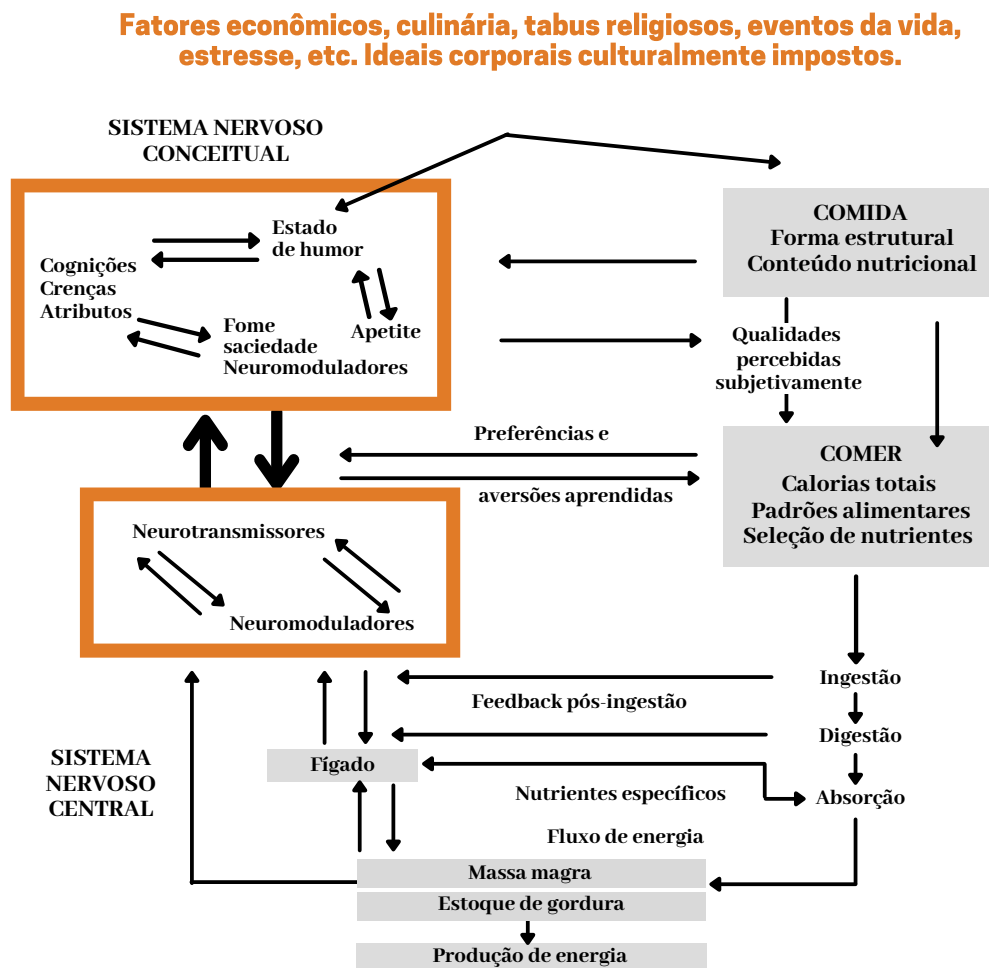 Fatores econômicos, culinária, tabus religiosos, eventos da vida,
estresse, etc. Ideais corporais culturalmente impostos.
SISTEMA NERVOSO
CONCEITUAL
Estado
de humor
Cognições
Crenças
Atributos
Fome
saciedade
Neuromoduladores
Apetite
COMIDA
Forma estrutural
Conteúdo nutricional
Qualidades
percebidas
subjetivamente
Preferências e
aversões aprendidas
COMER
Calorias totais
Padrões alimentares
Seleção de nutrientes
Neurotransmissores
Neuromoduladores
Ingestão
Feedback pós-ingestão
Digestão
SISTEMA
NERVOSO
CENTRAL
Fígado
Nutrientes específicos
Absorção
Fluxo de energia
Massa magra
Estoque de gordura
Produção de energia